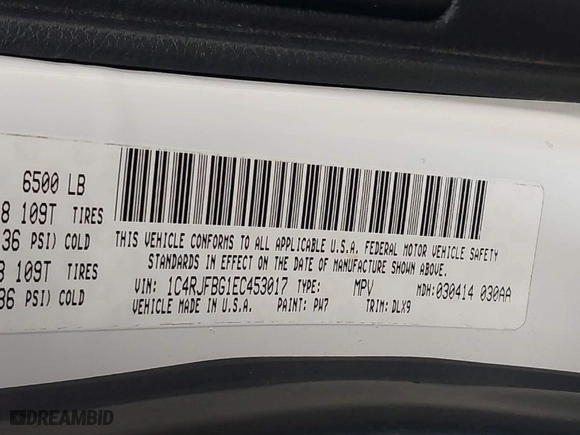 6500 LB
8 109T TIRES
36 PSI) COLD
8 109T TIRES
36 PSI) COLD
THIS VEHICLE CONFORMS TO ALL APPLICABLE U.S.A. FEDERAL MOTOR VEHICLE SAFETY
STANDARDS IN EFFECT ON THE DATE OF MANUFACTURE SHOWN ABOVE.
VIN: 1C4RJFBG1EC453017 TYPE: MPV MDH:030414 030AA
VEHICLE MADE IN U.S.A. PAINT: PW7 TRIM: DLX9
DREAMBID